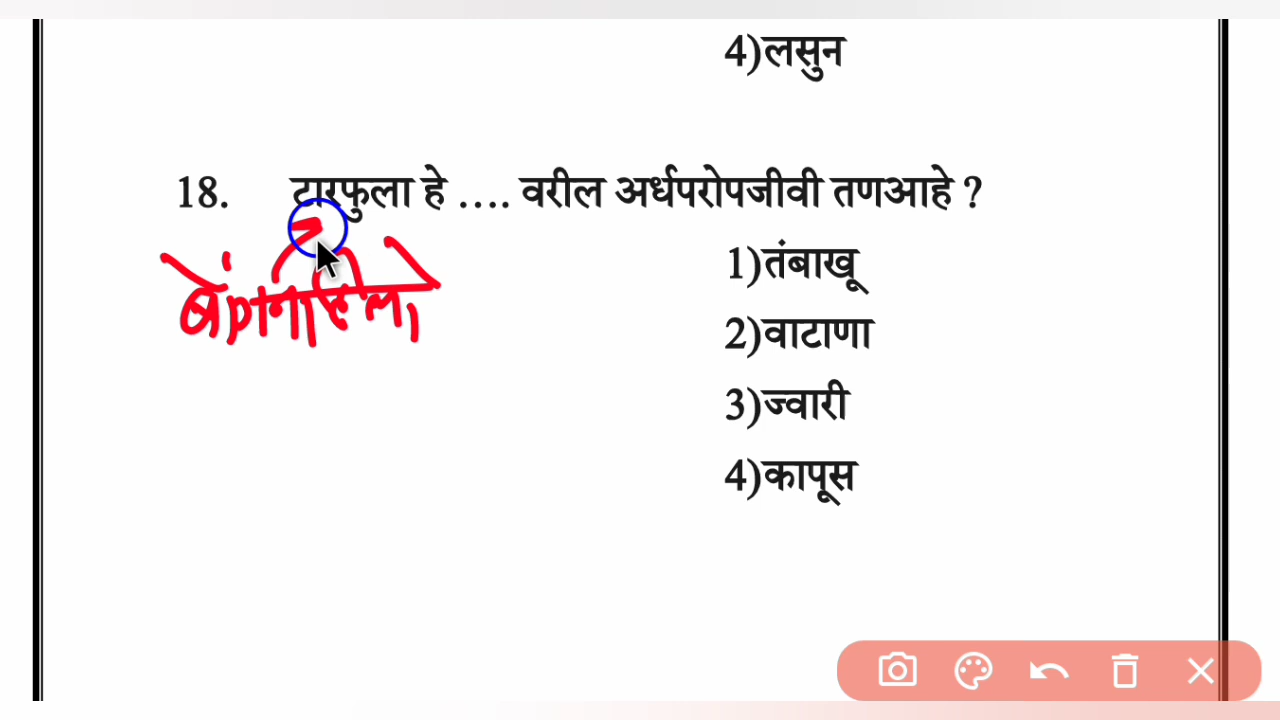 4)लसुन
18. टारफुला हे .... वरील अर्धपरोपजीवी तणआहे ?
1)तंबाखू
2)वाटाणा
3)ज्वारी
4)कापूस